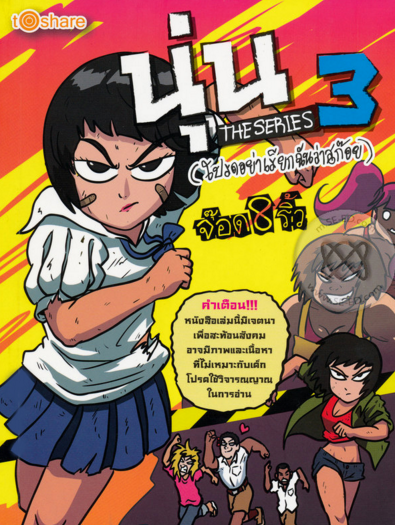 toshare
นุ่น
THE SERIES 3
(โปรดอย่าเรียกฉันว่าสก๊อย)
จ๊อด 8 ริ้ว
คำเตือน!!!
หนังสือเล่มนี้มีเจตนา
เพื่อสะท้อนสังคม
อาจมีภาพและเนื้อหา
ที่ไม่เหมาะกับเด็ก
โปรดใช้วิจารณญาณ
ในการอ่าน